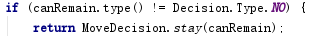 if (canRemain.type() != Decision.Type.NO) {
    return MoveDecision.stay(canRemain);